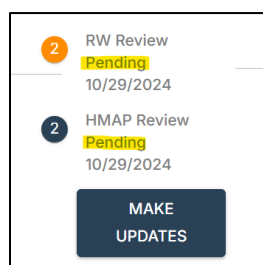 2
RW Review
Pending
10/29/2024
2
HMAP Review
Pending
10/29/2024
MAKE
UPDATES